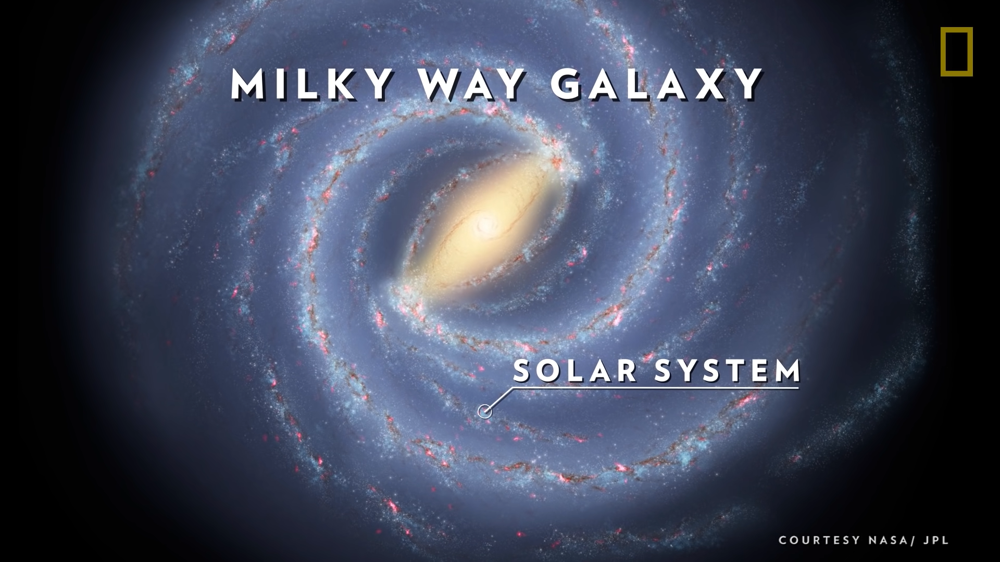 MILKY WAY GALAXY
SOLAR SYSTEM
COURTESY NASA/ JPL